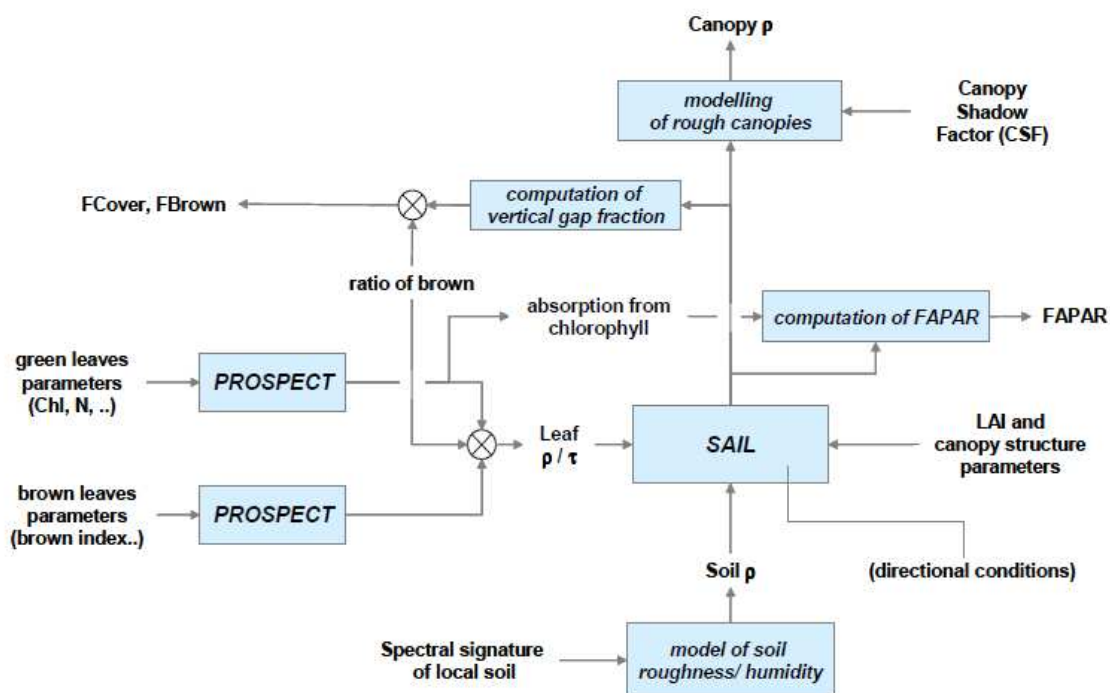 Canopy ρ
modelling
of rough canopies
Canopy
Shadow
Factor (CSF)
FCover, FBrown
computation of
vertical gap fraction
ratio of brown
absorption from
chlorophyll
computation of FAPAR
FAPAR
green leaves
parameters
(Chl, N, ..)
PROSPECT
Leaf
ρ / τ
SAIL
LAI and
canopy structure
parameters
brown leaves
parameters
(brown index..)
PROSPECT
Soil ρ
(directional conditions)
Spectral signature
of local soil
model of soil
roughness/ humidity